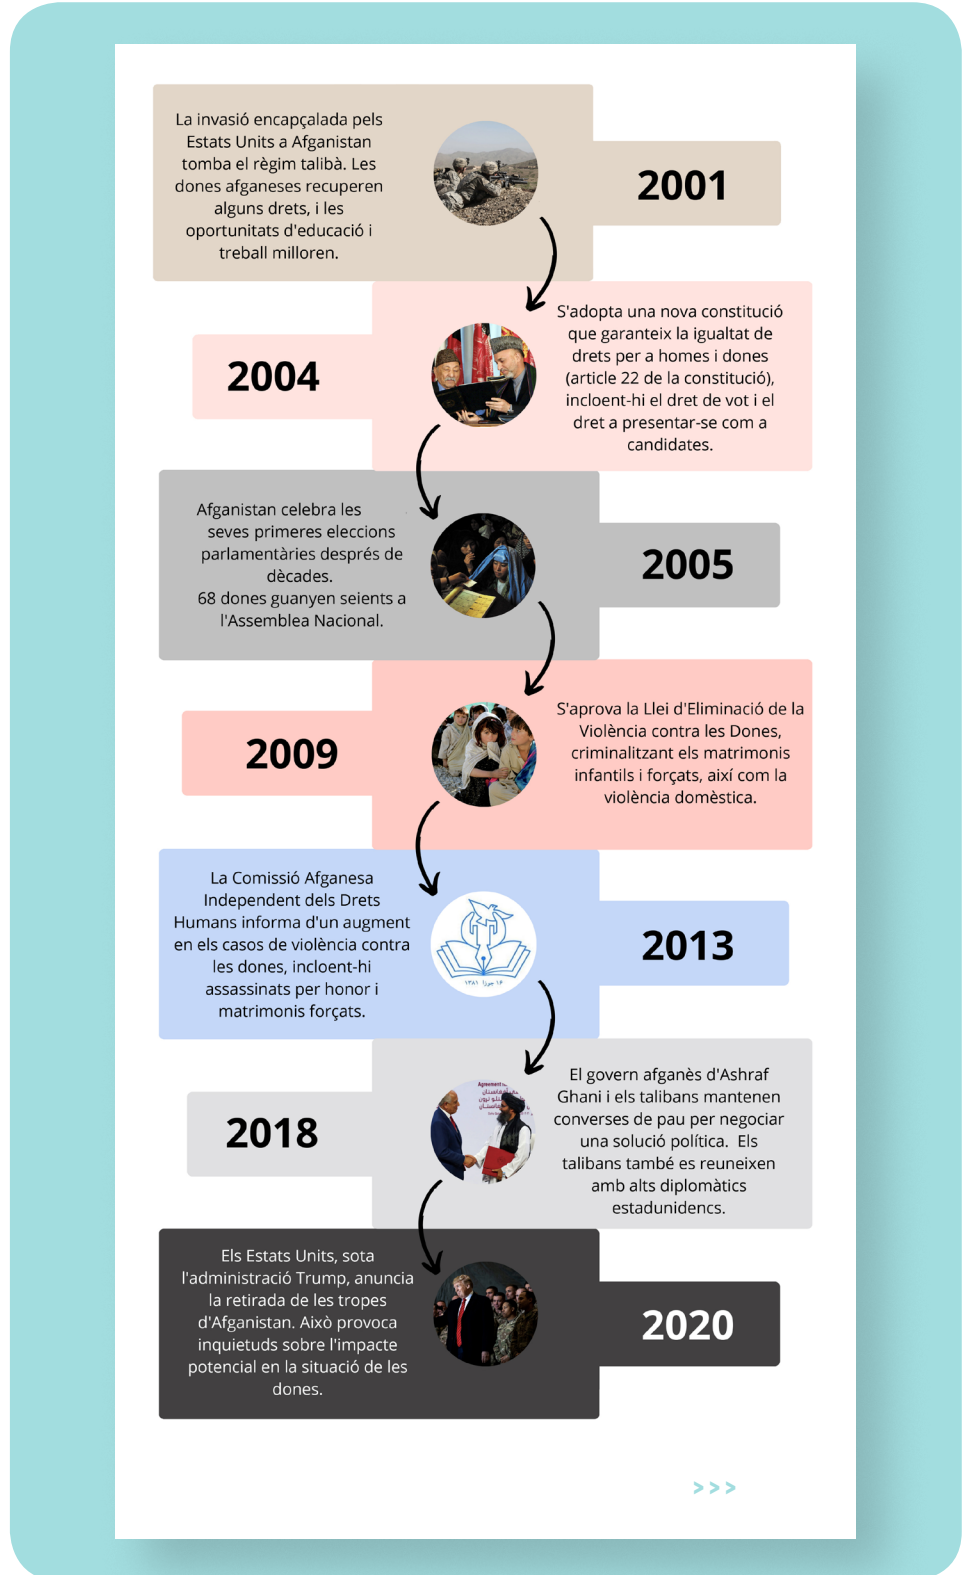 La invasió encapçalada pels
Estats Units a Afganistan
tomba el règim talibà. Les
dones afganeses recuperen
alguns drets, i les
oportunitats d'educació i
treball milloren.
2001
S'adopta una nova constitució
que garanteix la igualtat de
drets per a homes i dones
(article 22 de la constitució),
incloent-hi el dret de vot i el
dret a presentar-se com a
candidates.
2004
Afganistan celebra les
seves primeres eleccions
parlamentàries després de
dècades.
68 dones guanyen seients a
l'Assemblea Nacional.
2005
S'aprova la Llei d'Eliminació de la
Violència contra les Dones,
criminalitzant els matrimonis
infantils i forçats, així com la
violència domèstica.
2009
La Comissió Afganesa
Independent dels Drets
Humans informa d'un augment
en els casos de violència contra
les dones, incloent-hi
assassinats per honor i
matrimonis forçats.
۱۶ جوزا ۱۳۸۱
2013
El govern afganès d'Ashraf
Ghani i els talibans mantenen
converses de pau per negociar
una solució política. Els
talibans també es reuneixen
amb alts diplomàtics
estadunidencs.
Agreement
2018
Els Estats Units, sota
l'administració Trump, anuncia
la retirada de les tropes
d'Afganistan. Això provoca
inquietuds sobre l'impacte
potencial en la situació de les
dones.
2020
>>>